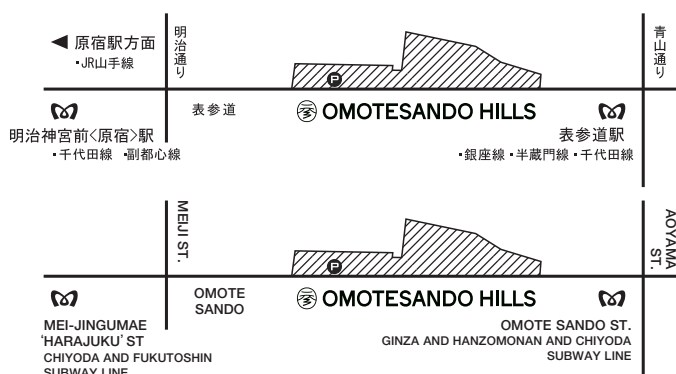 ◀ 原宿駅方面
・JR山手線
明治通り
青山通り
P
表参道
OMOTESANDO HILLS
明治神宮前<原宿>駅
・千代田線 ・副都心線
表参道駅
・銀座線・半蔵門線・千代田線
MEIJI ST.
AOYAMA ST.
P
OMOTE
SANDO
OMOTESANDO HILLS
MEI-JINGUMAE
'HARAJUKU' ST
CHIYODA AND FUKUTOSHIN
SUBWAY LINE
OMOTE SANDO ST.
GINZA AND HANZOMONAN AND CHIYODA
SUBWAY LINE